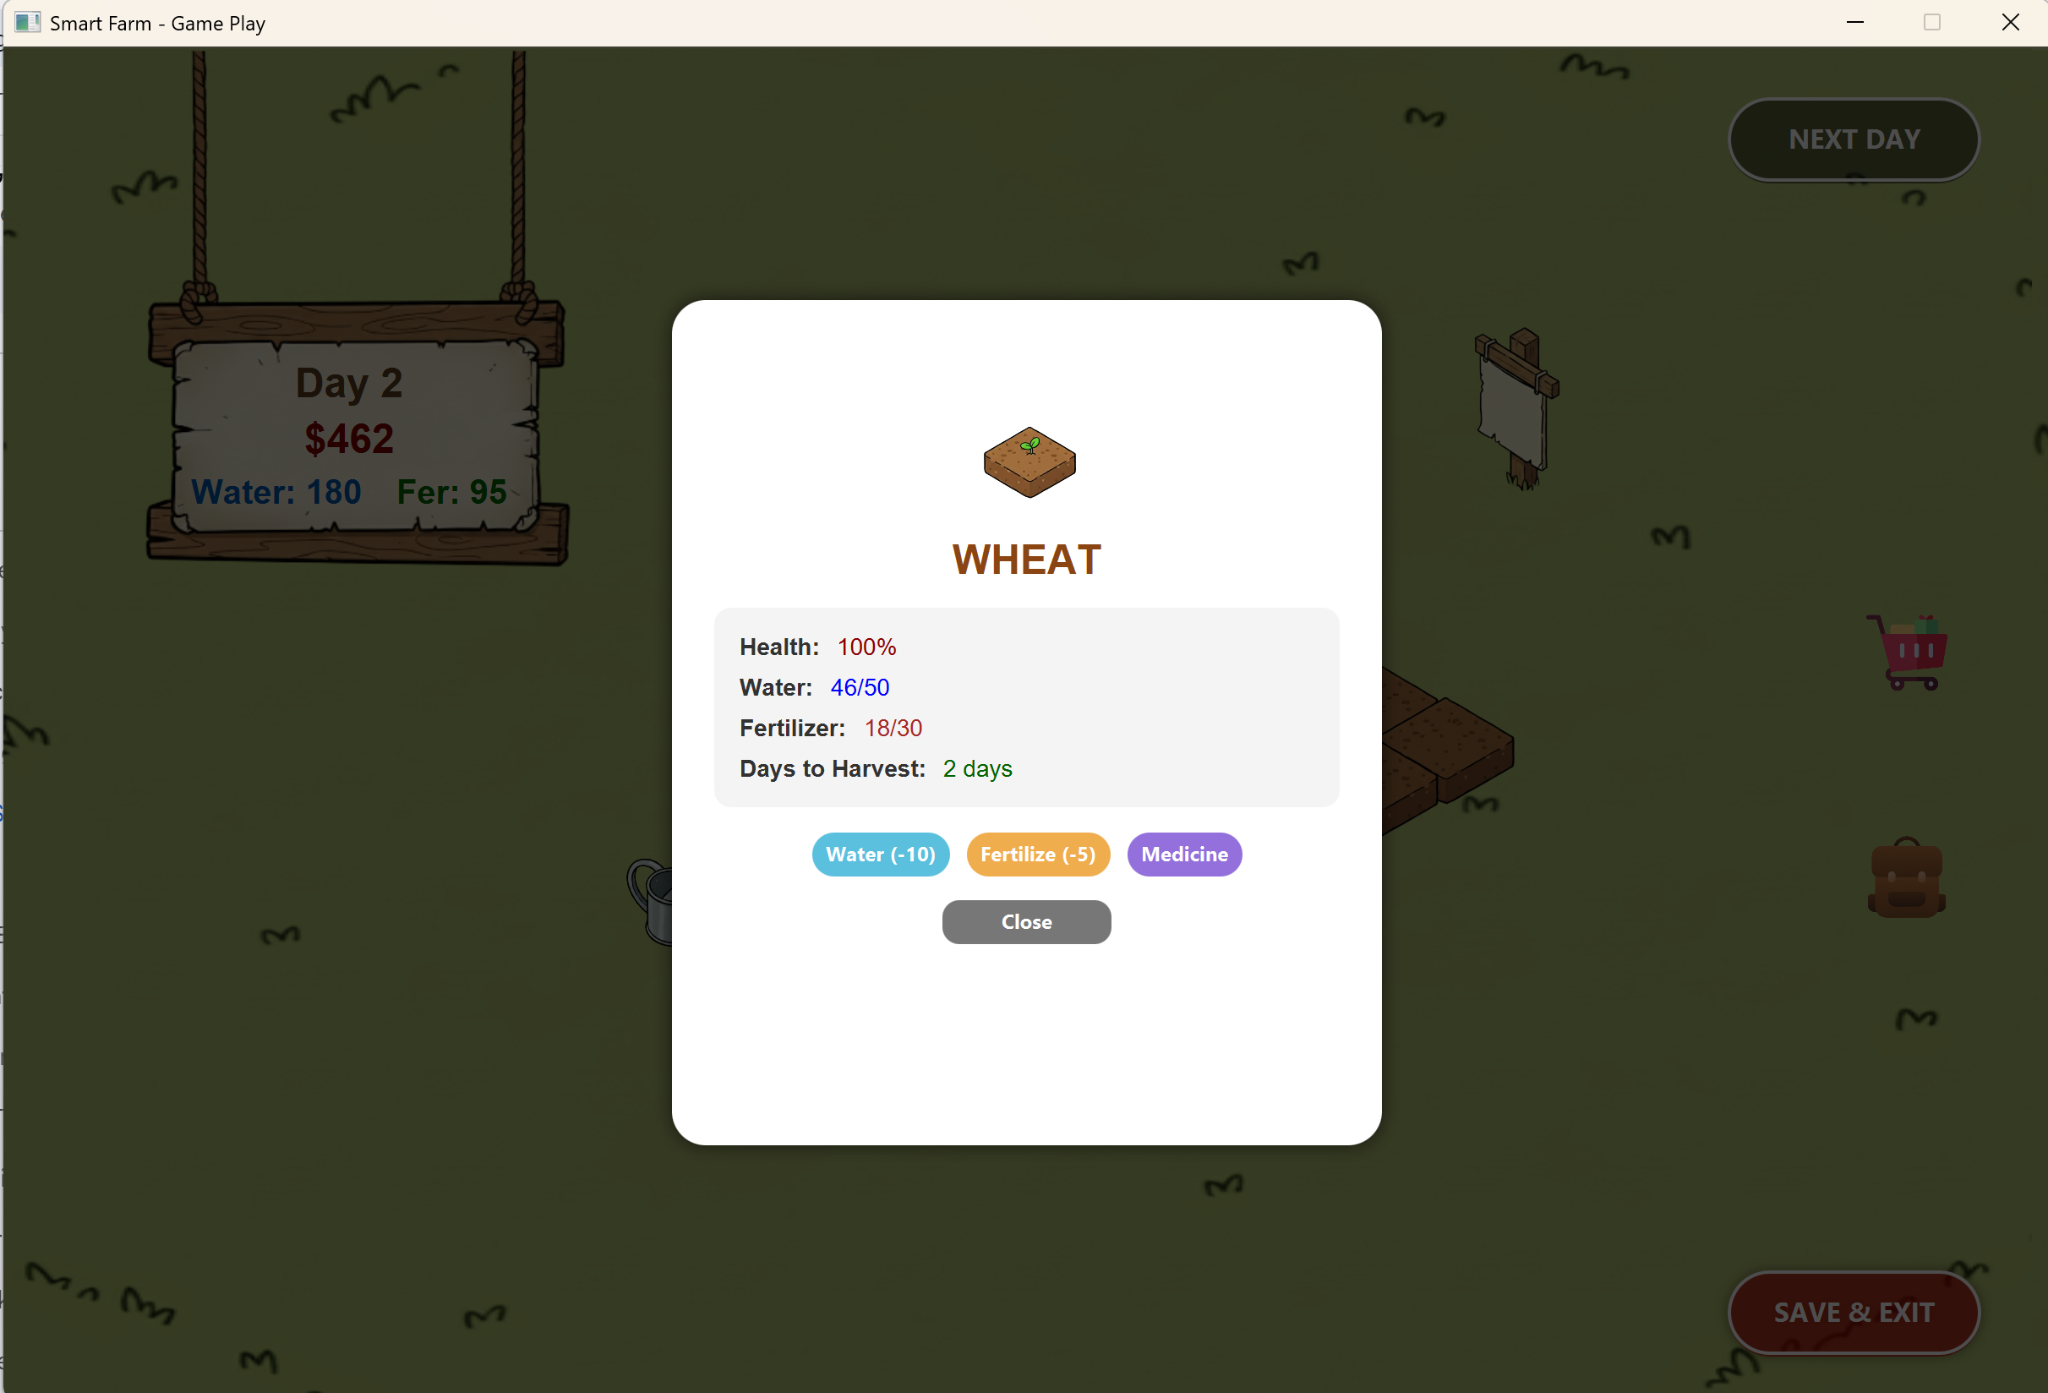 Smart Farm - Game Play
NEXT DAY
Day 2
$462
Water: 180 Fer: 95
WHEAT
Health: 100%
Water: 46/50
Fertilizer: 18/30
Days to Harvest: 2 days
Water (-10) Fertilize (-5) Medicine
Close
SAVE & EXIT